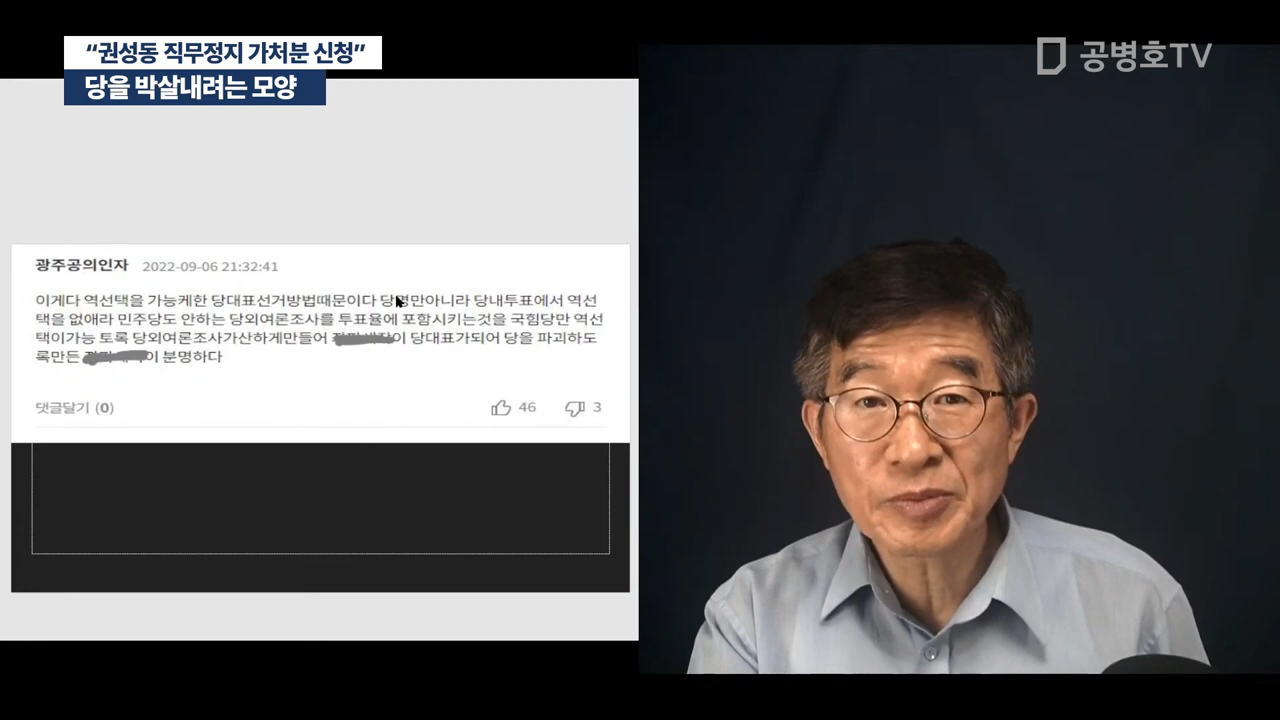 “권성동 직무정지 가처분 신청”
당을 박살내려는 모양
공병호TV
광주공의인자 2022-09-06 21:32:41
이게다 역선택을 가능케한 당대표선거방법때문이다 만아니라 당내투표에서 역선
택을 없애라 민주당도 안하는 당외여론조사를 투표율에 포함시키는것을 국힘당만 역선
택이가능 토록 당외여론조사가산하게만들어 이 당대표가되어 당을 파괴하도
록만든 이 분명하다
댓글달기 (0)
46
3